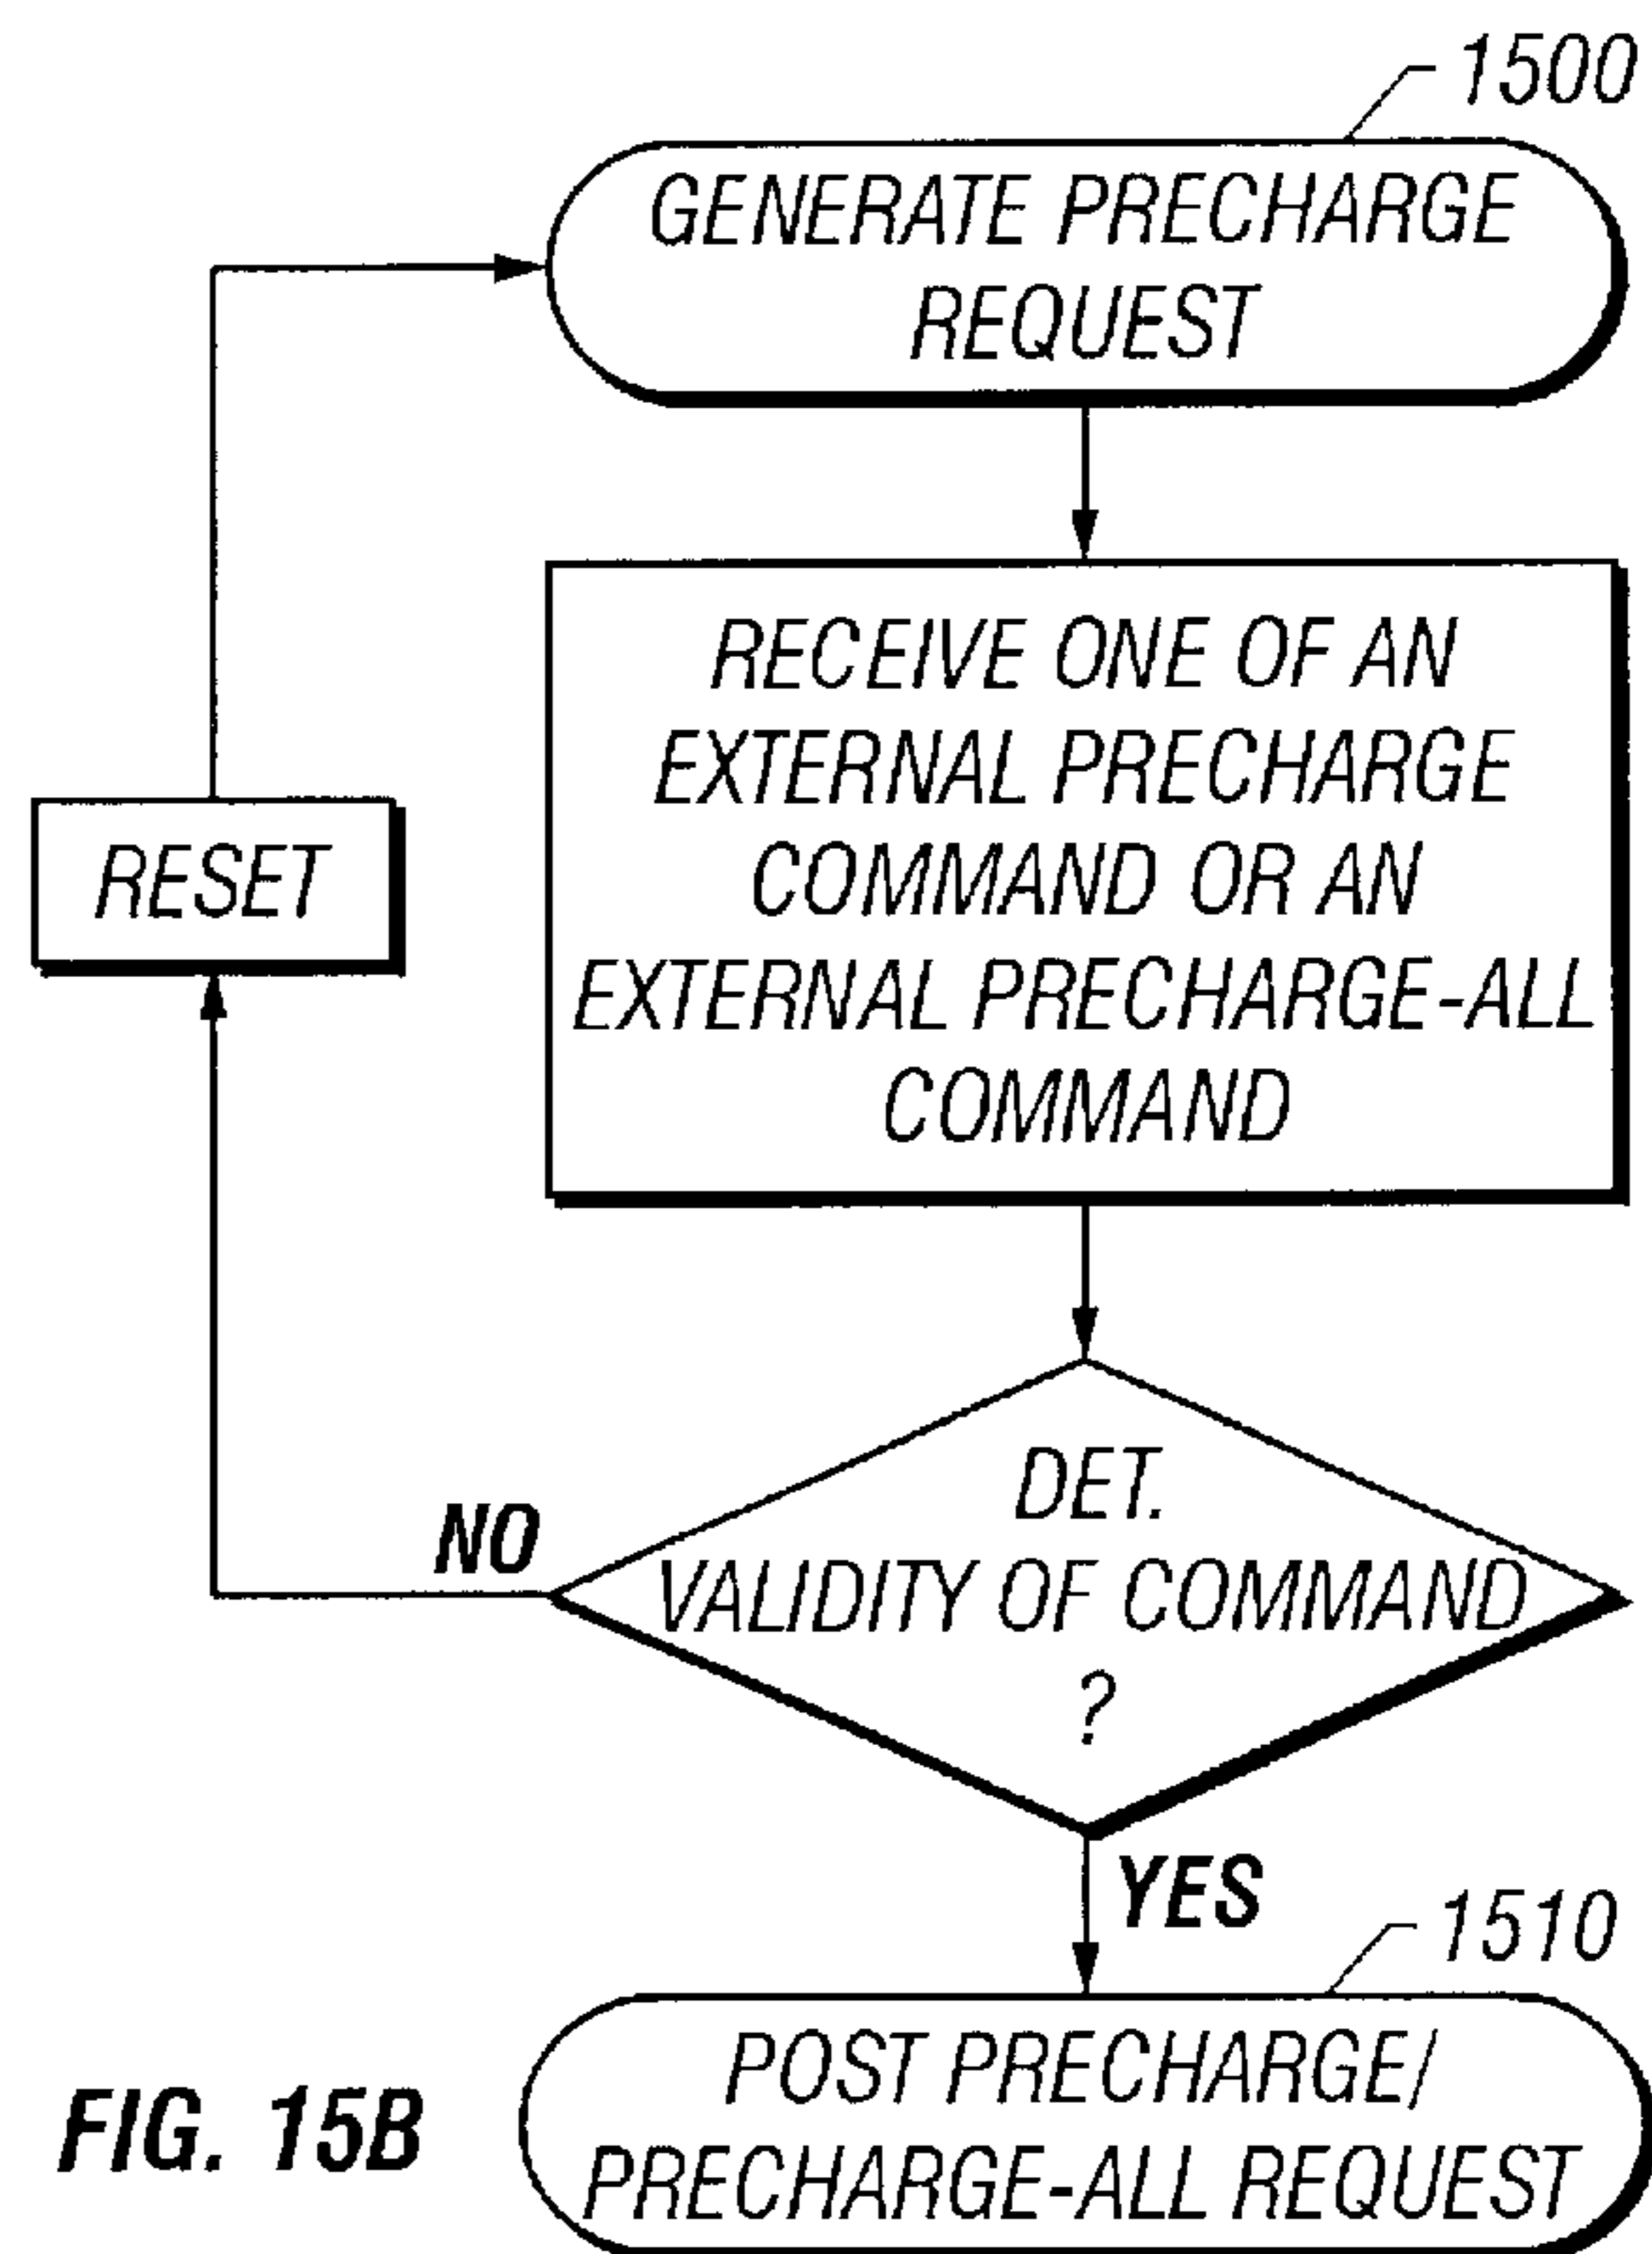 1500
GENERATE PRECHARGE
REQUEST
RECEIVE ONE OF AN
EXTERNAL PRECHARGE
COMMAND OR AN
EXTERNAL PRECHARGE-ALL
COMMAND
RESET
DET.
VALIDITY OF COMMAND
?
NO
YES
1510
POST PRECHARGE/
PRECHARGE-ALL REQUEST
FIG. 15B